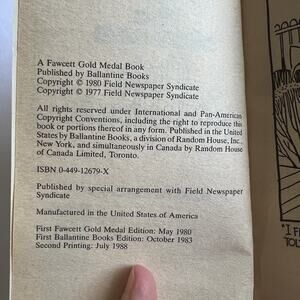 A Fawcett Gold Medal Book
Published by Ballantine Books
Copyright © 1980 Field Newspaper Syndicate
Copyright © 1977 Field Newspaper Syndicate
All rights reserved under International and Pan-American
Copyright Conventions, including the right to reproduce this
book or portions thereof in any form. Published in the United
States by Ballantine Books, a division of Random House, Inc.,
New York, and simultaneously in Canada by Random House
of Canada Limited, Toronto.
ISBN 0-449-12679-X
Published by special arrangement with Field Newspaper
Syndicate
Manufactured in the United States of America
First Fawcett Gold Medal Edition: May 1980
First Ballantine Books Edition: October 1983
Second Printing: July 1988